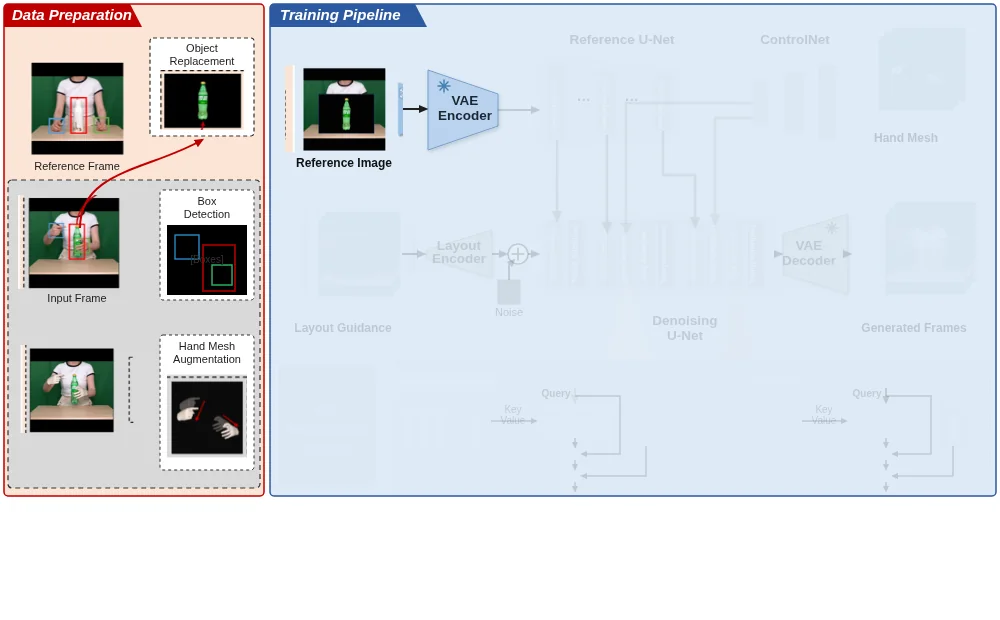 Data Preparation
Training Pipeline
Object
Replacement
Reference Frame
Input Frame
Box
Detection
[Boxes]
Hand Mesh
Augmentation
Reference U-Net
ControlNet
VAE
Encoder
Reference Image
...
...
Hand Mesh
Layout
Encoder
Noise
VAE
Decoder
Layout Guidance
Denoising
U-Net
Generated Frames
Query
Key
Value
Query
Key
Value